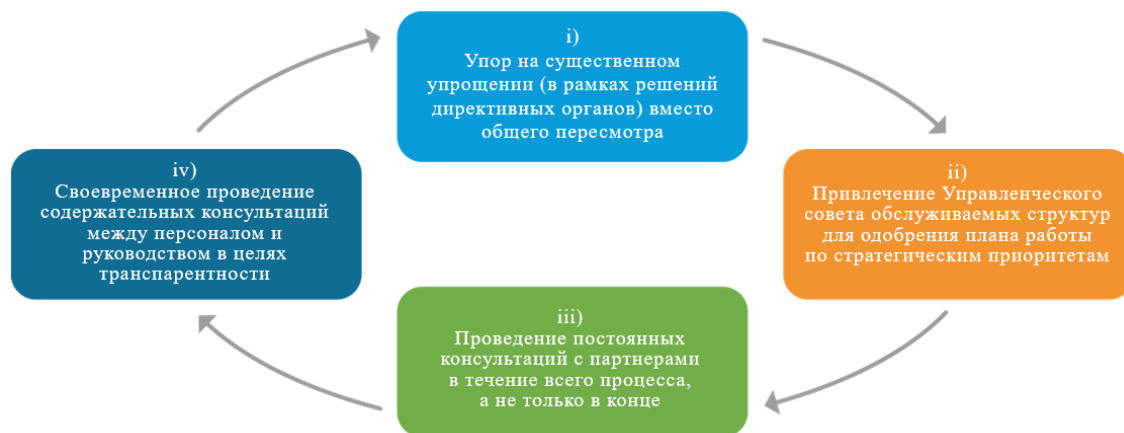 i)
Упор на существенном
упрощении (в рамках решений
директивных органов) вместо
общего пересмотра
ii)
Привлечение Управленческого
совета обслуживаемых структур
для одобрения плана работы
по стратегическим приоритетам
iii)
Проведение постоянных
консультаций с партнерами
в течение всего процесса,
а не только в конце
iv)
Своевременное проведение
содержательных консультаций
между персоналом и
руководством в целях
транспарентности